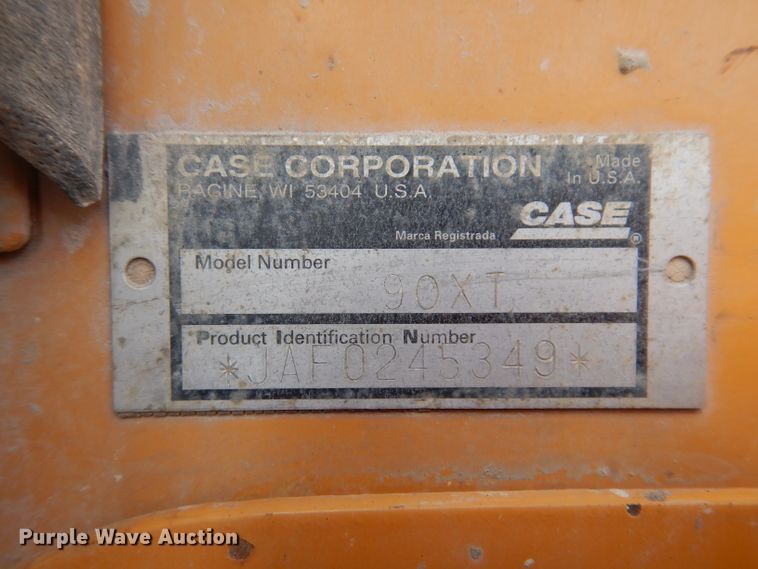 CASE CORPORATION
RACINE, WI 53404 U.S.A.
Made
In U.S.A.
CASE
Marca Registrada
®
Model Number
90XT
Product Identification Number
*JAF0245349*
Purple Wave Auction